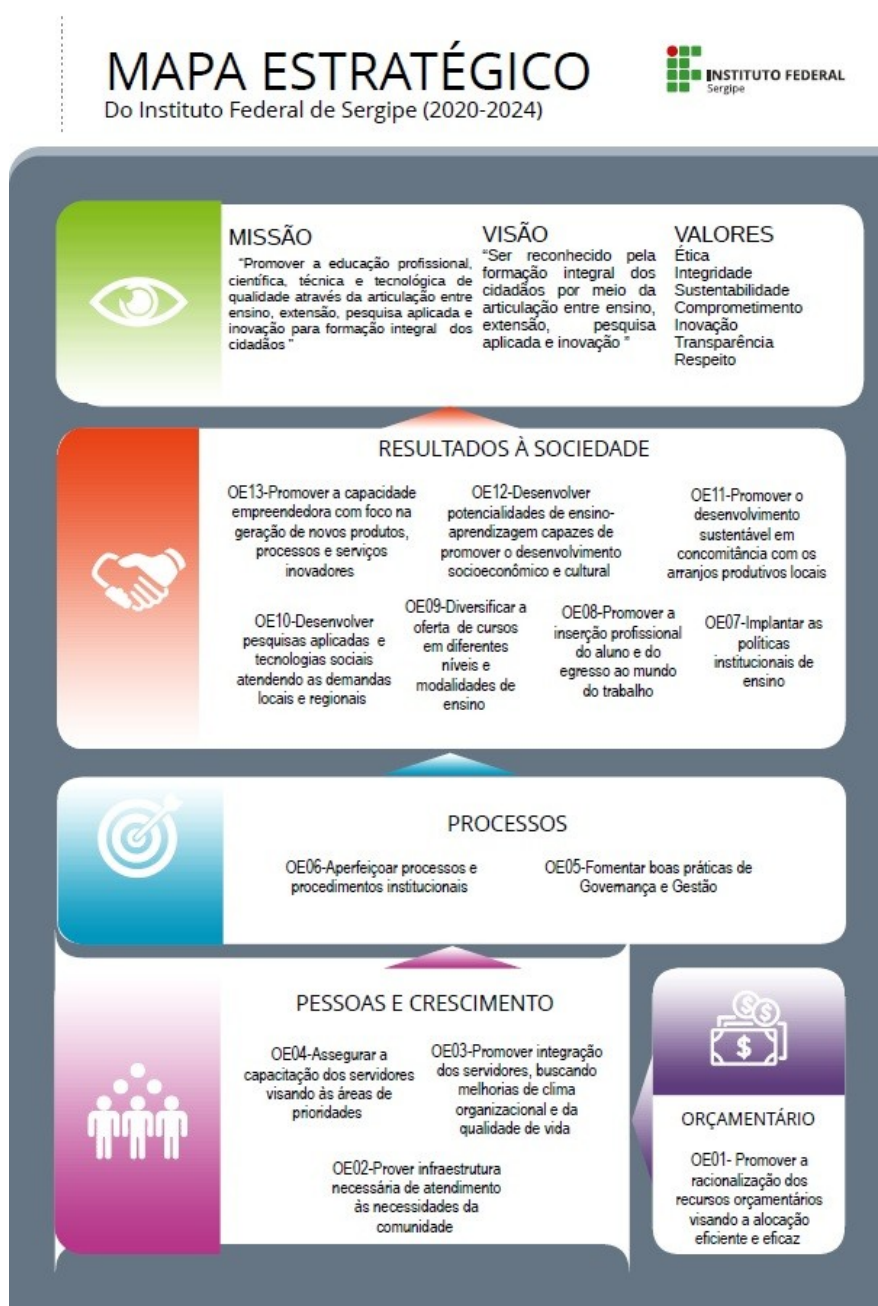 MAPA ESTRATÉGICO
Do Instituto Federal de Sergipe (2020-2024)
INSTITUTO FEDERAL
Sergipe
MISSÃO
“Promover a educação profissional,
científica, técnica e tecnológica de
qualidade através da articulação entre
ensino, extensão, pesquisa aplicada e
inovação para formação integral dos
cidadãos ”
VISÃO
“Ser reconhecido pela
formação integral dos
cidadãos por meio da
articulação entre ensino,
extensão, pesquisa
aplicada e inovação ”
VALORES
Ética
Integridade
Sustentabilidade
Comprometimento
Inovação
Transparência
Respeito
RESULTADOS À SOCIEDADE
OE13-Promover a capacidade
empreendedora com foco na
geração de novos produtos,
processos e serviços
inovadores
OE12-Desenvolver
potencialidades de ensino-
aprendizagem capazes de
promover o desenvolvimento
socioeconômico e cultural
OE11-Promover o
desenvolvimento
sustentável em
concomitância com os
arranjos produtivos locais
OE10-Desenvolver
pesquisas aplicadas e
tecnologias sociais
atendendo as demandas
locais e regionais
OE09-Diversificar a
oferta de cursos
em diferentes
níveis e
modalidades de
ensino
OE08-Promover a
inserção profissional
do aluno e do
egresso ao mundo
do trabalho
OE07-Implantar as
políticas
institucionais de
ensino
PROCESSOS
OE06-Aperfeiçoar processos e
procedimentos institucionais
OE05-Fomentar boas práticas de
Governança e Gestão
PESSOAS E CRESCIMENTO
OE04-Assegurar a
capacitação dos servidores
visando às áreas de
prioridades
OE03-Promover integração
dos servidores, buscando
melhorias de clima
organizacional e da
qualidade de vida
OE02-Prover infraestrutura
necessária de atendimento
às necessidades da
comunidade
$ $
$
ORÇAMENTÁRIO
OE01- Promover a
racionalização dos
recursos orçamentários
visando a alocação
eficiente e eficaz